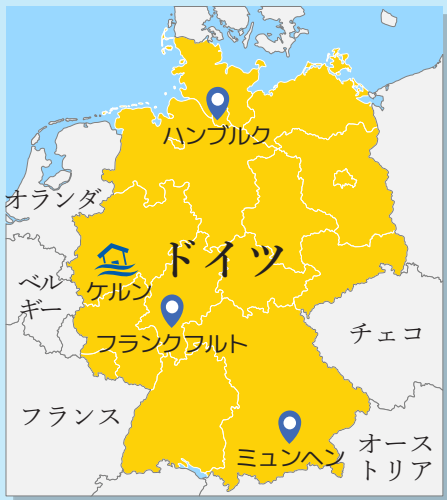 ハンブルク
オランダ
ドイツ
ベル
ギー
ケルン
フランクフルト
チェコ
フランス
ミュンヘン
オース
トリア